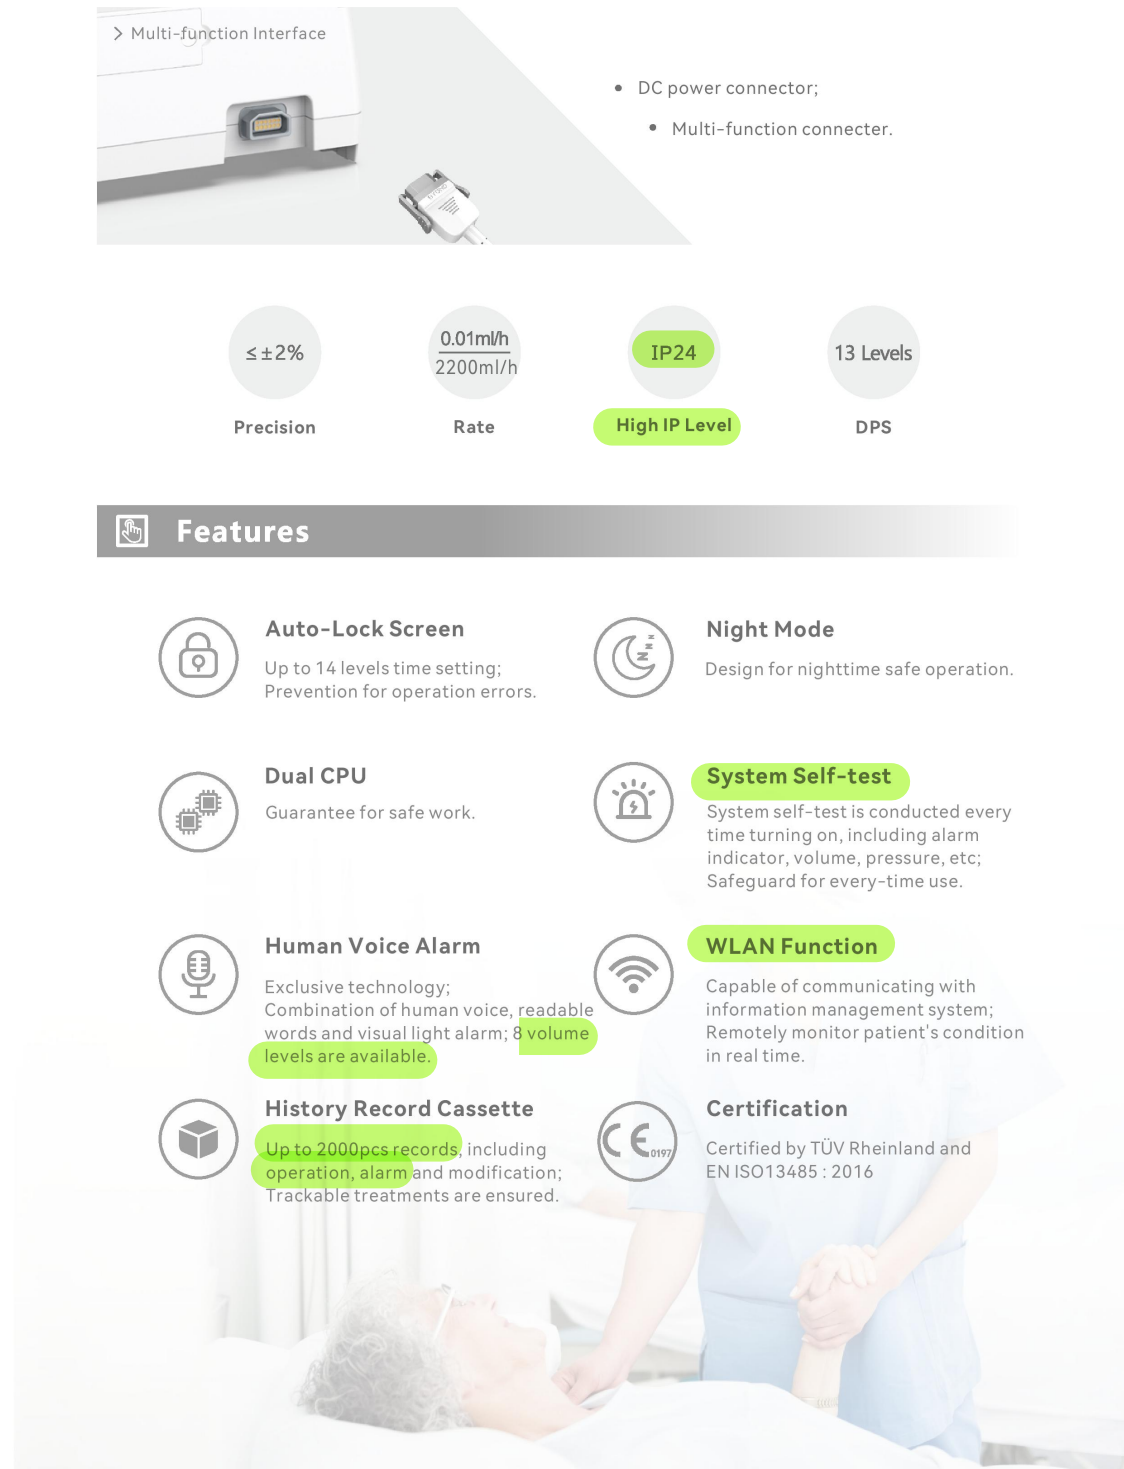 Multi-function Interface
DC power connector;
Multi-function connecter.
≤±2%
Precision
0.01ml/h
2200ml/h
Rate
IP24
High IP Level
13 Levels
DPS
Features
Auto-Lock Screen
Up to 14 levels time setting;
Prevention for operation errors.
Night Mode
Design for nighttime safe operation.
Dual CPU
Guarantee for safe work.
System Self-test
System self-test is conducted every
time turning on, including alarm
indicator, volume, pressure, etc;
Safeguard for every-time use.
Human Voice Alarm
Exclusive technology;
Combination of human voice, readable
words and visual light alarm; 8 volume
levels are available.
WLAN Function
Capable of communicating with
information management system;
Remotely monitor patient's condition
in real time.
History Record Cassette
Up to 2000pcs records, including
operation, alarm and modification;
Trackable treatments are ensured.
CE 0197
Certification
Certified by TÜV Rheinland and
EN ISO13485 : 2016